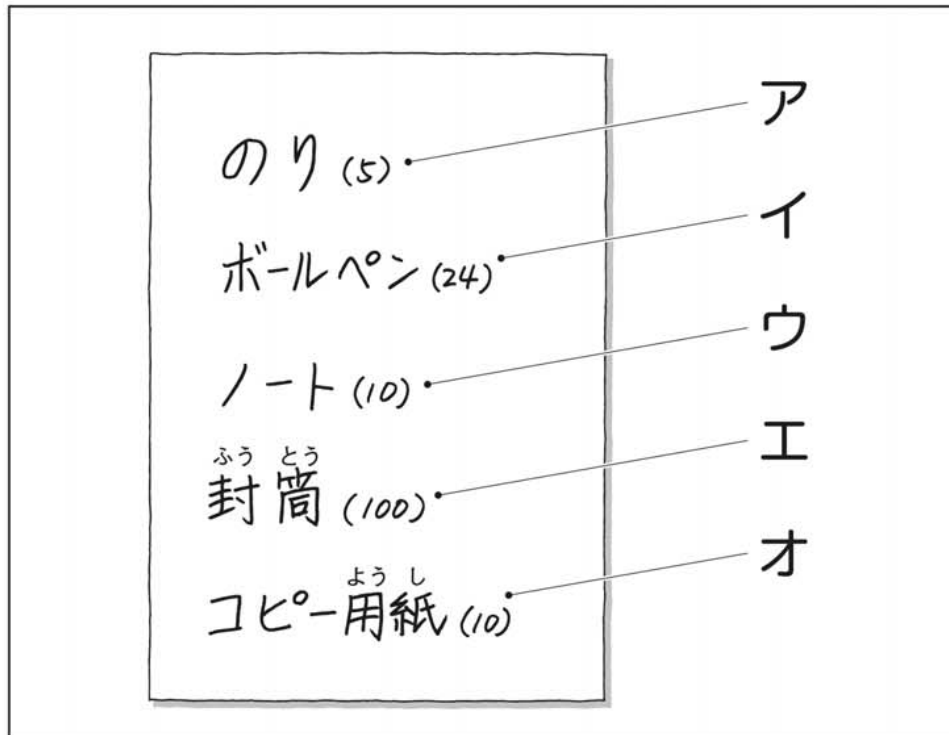 のり (5)
ア
ボールペン (24)
イ
ノート (10)
ウ
ふうとう
封筒 (100)
エ
ようし
コピー用紙 (10)
オ